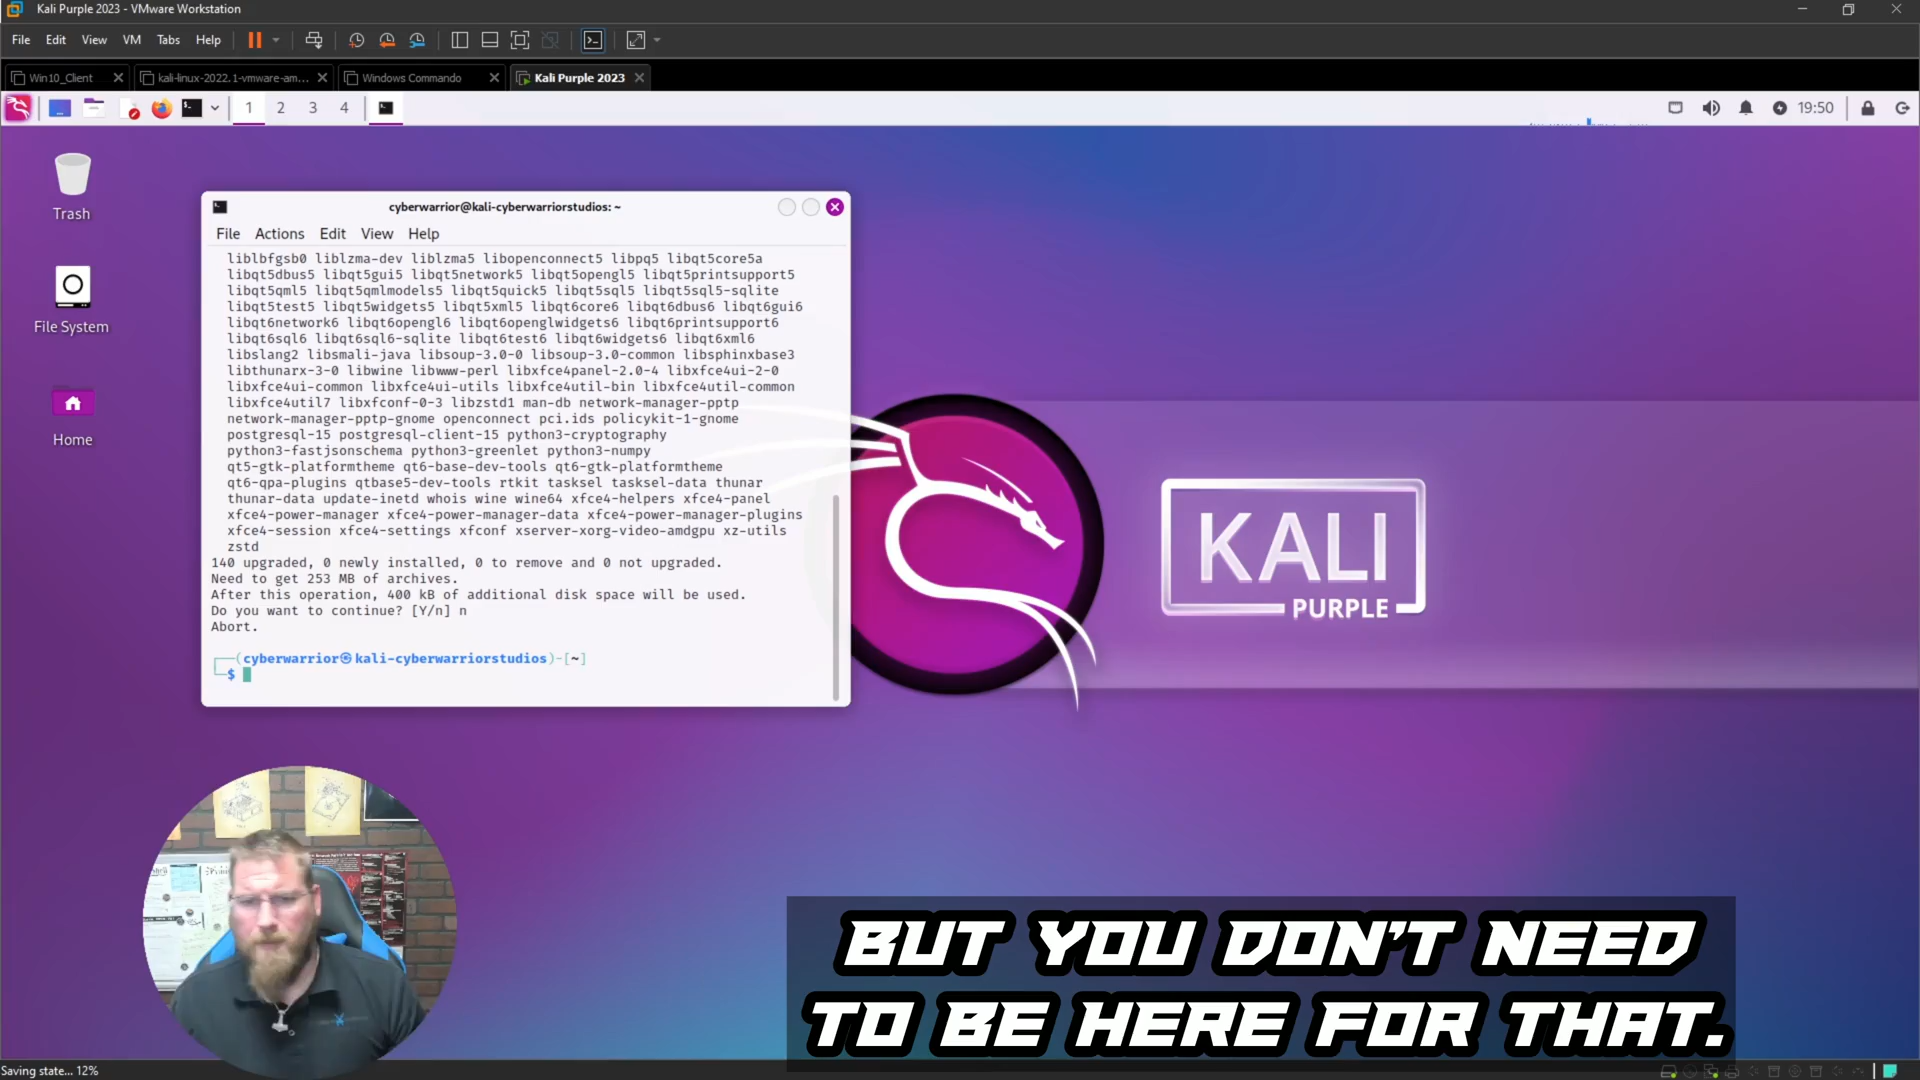 Kali Purple 2023 - VMware Workstation
File Edit View VM Tabs Help
Win10_Client kali-linux-2022.1-vmware-am... Windows Commando Kali Purple 2023
1 2 3 4 19:50
Trash
File System
Home
cyberwarrior@kali-cyberwarriorstudios: ~
File Actions Edit View Help
liblbfgsb0 liblzma-dev liblzma5 libopenconnect5 libpq5 libqt5core5a
libqt5dbus5 libqt5gui5 libqt5network5 libqt5opengl5 libqt5printsupport5
libqt5qml5 libqt5qmlmodels5 libqt5quick5 libqt5sql5 libqt5sql5-sqlite
libqt5test5 libqt5widgets5 libqt5xml5 libqt6core6 libqt6dbus6 libqt6gui6
libqt6network6 libqt6opengl6 libqt6openglwidgets6 libqt6printsupport6
libqt6sql6 libqt6sql6-sqlite libqt6test6 libqt6widgets6 libqt6xml6
libslang2 libsmali-java libsoup-3.0-0 libsoup-3.0-common libsphinxbase3
libthunarx-3-0 libwine libwww-perl libxfce4panel-2.0-4 libxfce4ui-2-0
libxfce4ui-common libxfce4ui-utils libxfce4util-bin libxfce4util-common
libxfce4util7 libxfconf-0-3 libzstd1 man-db network-manager-pptp
network-manager-pptp-gnome openconnect pci.ids policykit-1-gnome
postgresql-15 postgresql-client-15 python3-cryptography
python3-fastjsonschema python3-greenlet python3-numpy
qt5-gtk-platformtheme qt6-base-dev-tools qt6-gtk-platformtheme
qt6-qpa-plugins qtbase5-dev-tools rtkit tasksel tasksel-data thunar
thunar-data update-inetd whois wine wine64 xfce4-helpers xfce4-panel
xfce4-power-manager xfce4-power-manager-data xfce4-power-manager-plugins
xfce4-session xfce4-settings xfconf xserver-xorg-video-amdgpu xz-utils
zstd
140 upgraded, 0 newly installed, 0 to remove and 0 not upgraded.
Need to get 253 MB of archives.
After this operation, 400 kB of additional disk space will be used.
Do you want to continue? [Y/n] n
Abort.
(cyberwarrior㉿kali-cyberwarriorstudios)-[~]
$
KALI
PURPLE
BUT YOU DON'T NEED
TO BE HERE FOR THAT.
Saving state... 12%